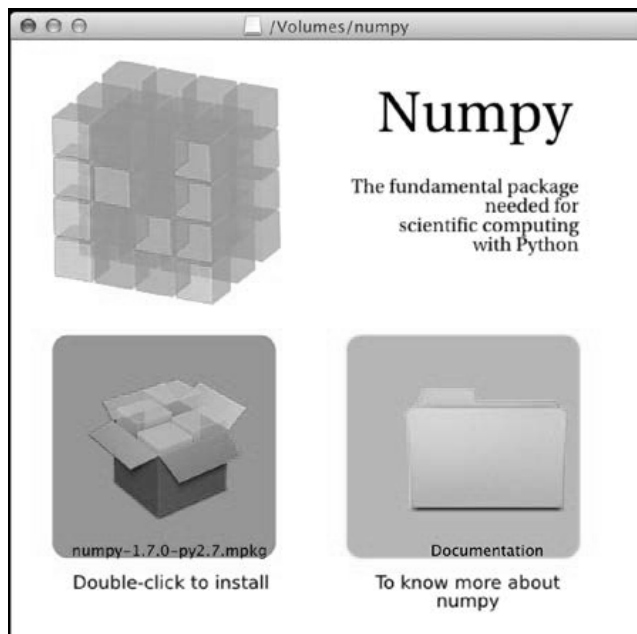 /Volumes/numpy
Numpy
The fundamental package
needed for
scientific computing
with Python
numpy-1.7.0-py2.7.mpkg
Double-click to install
Documentation
To know more about
numpy